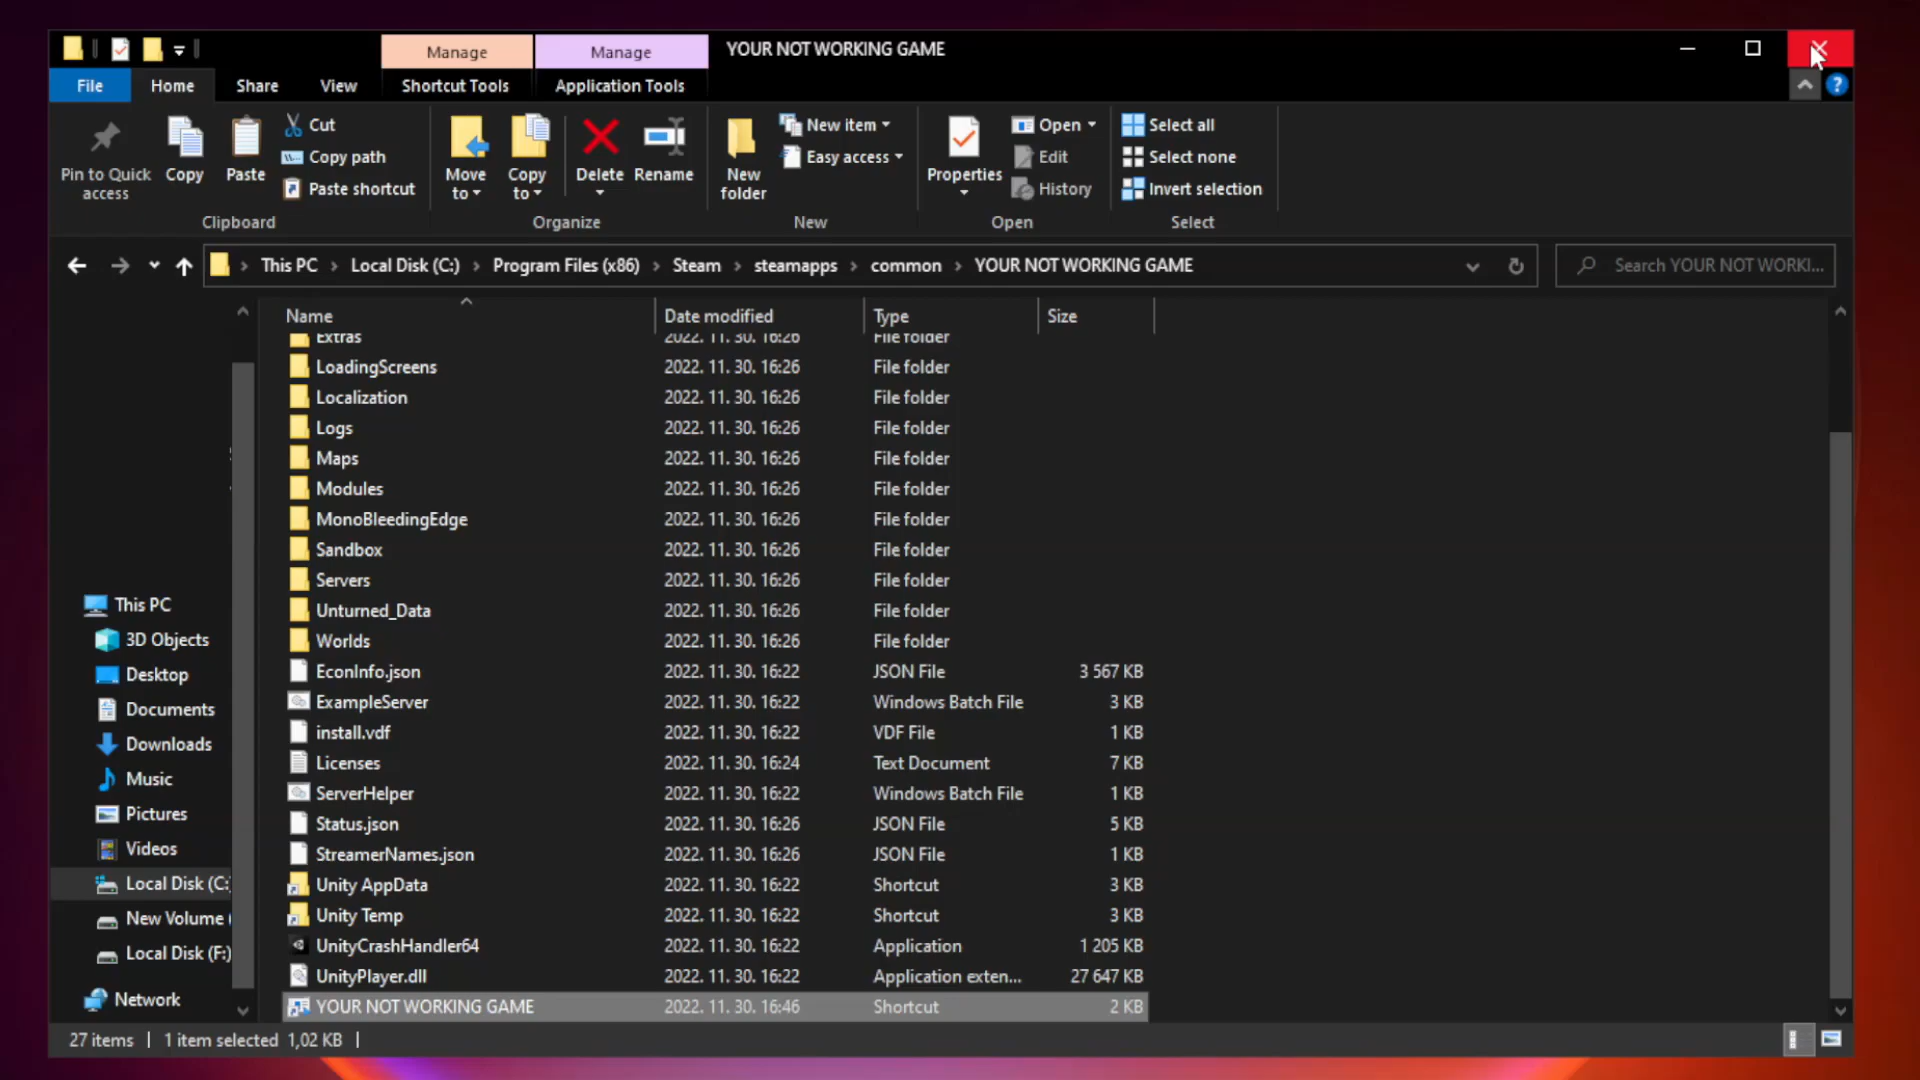 Manage
Manage
YOUR NOT WORKING GAME
File
Home
Share
View
Shortcut Tools
Application Tools
Pin to Quick access
Copy
Paste
Cut
Copy path
Paste shortcut
Clipboard
Move to
Copy to
Delete
Rename
Organize
New folder
New item
Easy access
New
Properties
Open
Edit
History
Open
Select all
Select none
Invert selection
Select
This PC > Local Disk (C:) > Program Files (x86) > Steam > steamapps > common > YOUR NOT WORKING GAME
Search YOUR NOT WORKI...
Name Date modified Type Size
Extras 2022. 11. 30. 16:26 File folder
LoadingScreens 2022. 11. 30. 16:26 File folder
Localization 2022. 11. 30. 16:26 File folder
Logs 2022. 11. 30. 16:26 File folder
Maps 2022. 11. 30. 16:26 File folder
Modules 2022. 11. 30. 16:26 File folder
MonoBleedingEdge 2022. 11. 30. 16:26 File folder
Sandbox 2022. 11. 30. 16:26 File folder
Servers 2022. 11. 30. 16:26 File folder
Unturned_Data 2022. 11. 30. 16:26 File folder
Worlds 2022. 11. 30. 16:26 File folder
EconInfo.json 2022. 11. 30. 16:22 JSON File 3 567 KB
ExampleServer 2022. 11. 30. 16:22 Windows Batch File 3 KB
install.vdf 2022. 11. 30. 16:22 VDF File 1 KB
Licenses 2022. 11. 30. 16:24 Text Document 7 KB
ServerHelper 2022. 11. 30. 16:22 Windows Batch File 1 KB
Status.json 2022. 11. 30. 16:26 JSON File 5 KB
StreamerNames.json 2022. 11. 30. 16:26 JSON File 1 KB
Unity AppData 2022. 11. 30. 16:22 Shortcut 3 KB
Unity Temp 2022. 11. 30. 16:22 Shortcut 3 KB
UnityCrashHandler64 2022. 11. 30. 16:22 Application 1 205 KB
UnityPlayer.dll 2022. 11. 30. 16:22 Application exten... 27 647 KB
YOUR NOT WORKING GAME 2022. 11. 30. 16:46 Shortcut 2 KB
This PC
3D Objects
Desktop
Documents
Downloads
Music
Pictures
Videos
Local Disk (C:)
New Volume (
Local Disk (F:)
Network
27 items | 1 item selected 1,02 KB |